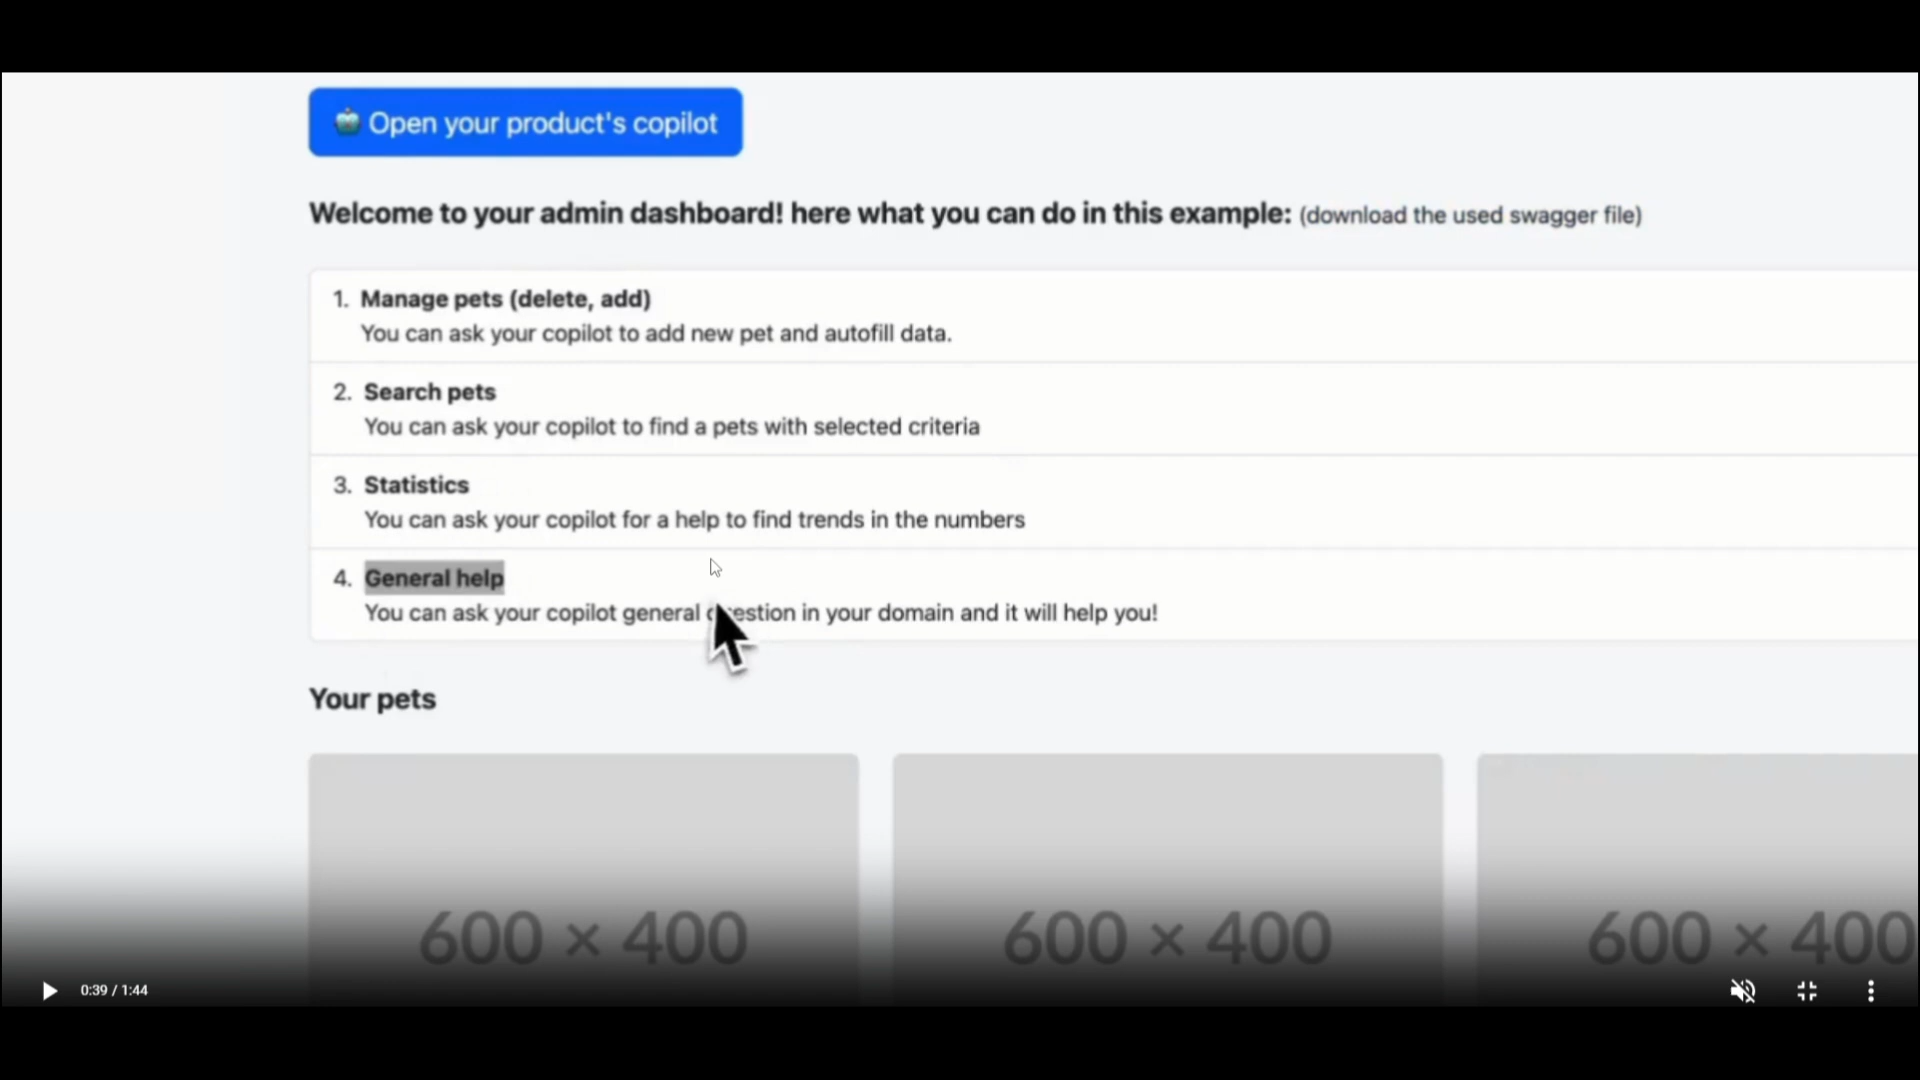 Open your product's copilot
Welcome to your admin dashboard! here what you can do in this example: (download the used swagger file)
1. Manage pets (delete, add)
You can ask your copilot to add new pet and autofill data.
2. Search pets
You can ask your copilot to find a pets with selected criteria
3. Statistics
You can ask your copilot for a help to find trends in the numbers
4. General help
You can ask your copilot general question in your domain and it will help you!
Your pets
600 × 400 600 × 400 600 × 400
0:39 / 1:44